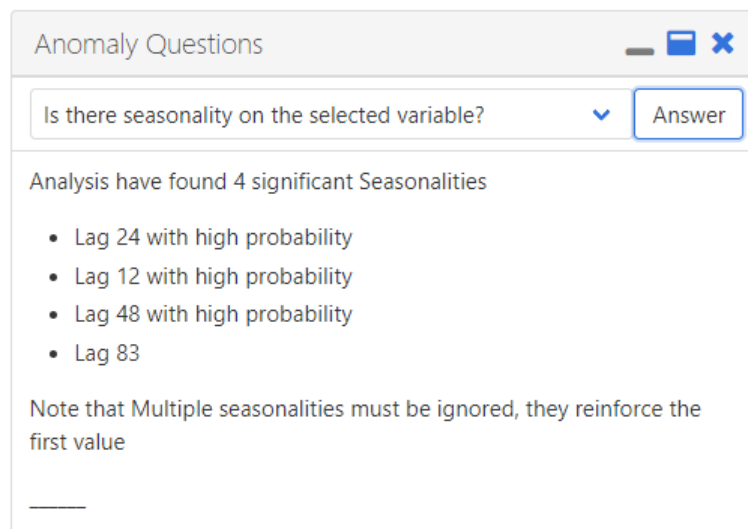 Anomaly Questions
Is there seasonality on the selected variable?
Answer
Analysis have found 4 significant Seasonalities
• Lag 24 with high probability
• Lag 12 with high probability
• Lag 48 with high probability
• Lag 83
Note that Multiple seasonalities must be ignored, they reinforce the
first value
______